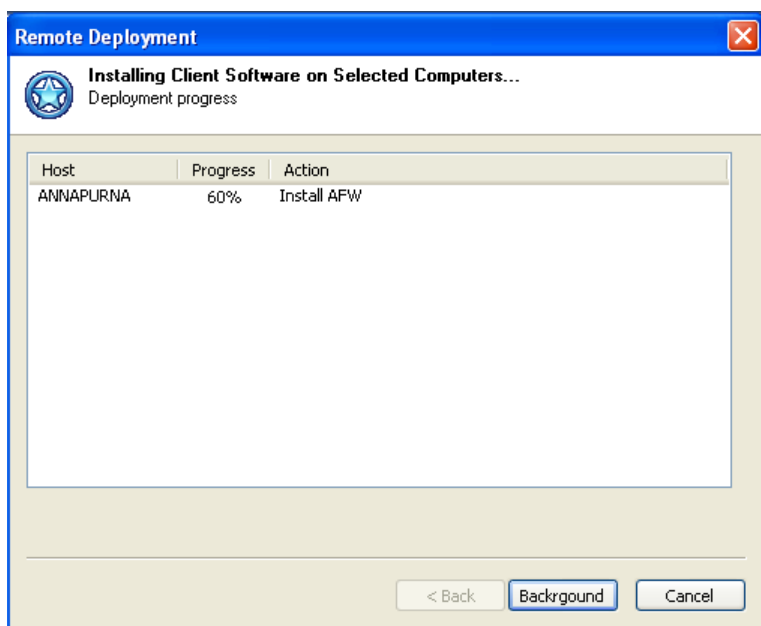 Remote Deployment
Installing Client Software on Selected Computers...
Deployment progress
Host Progress Action
ANNAPURNA 60% Install AFW
< Back Backrgound Cancel